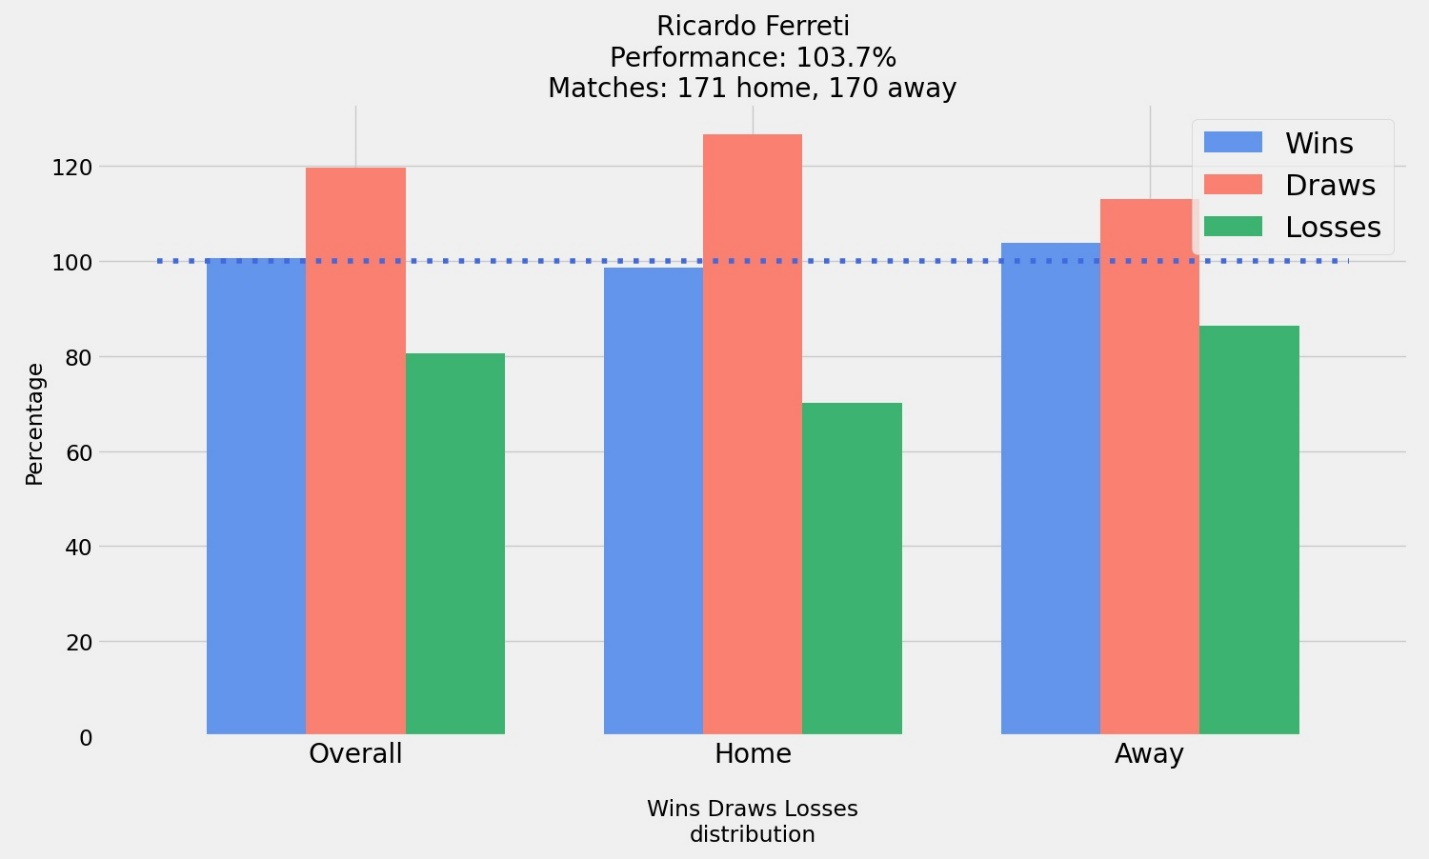 Ricardo Ferreti
Performance: 103.7%
Matches: 171 home, 170 away
Wins
Draws
Losses
120
100
80
60
40
20
0
Percentage
Overall
Home
Away
Wins Draws Losses
distribution